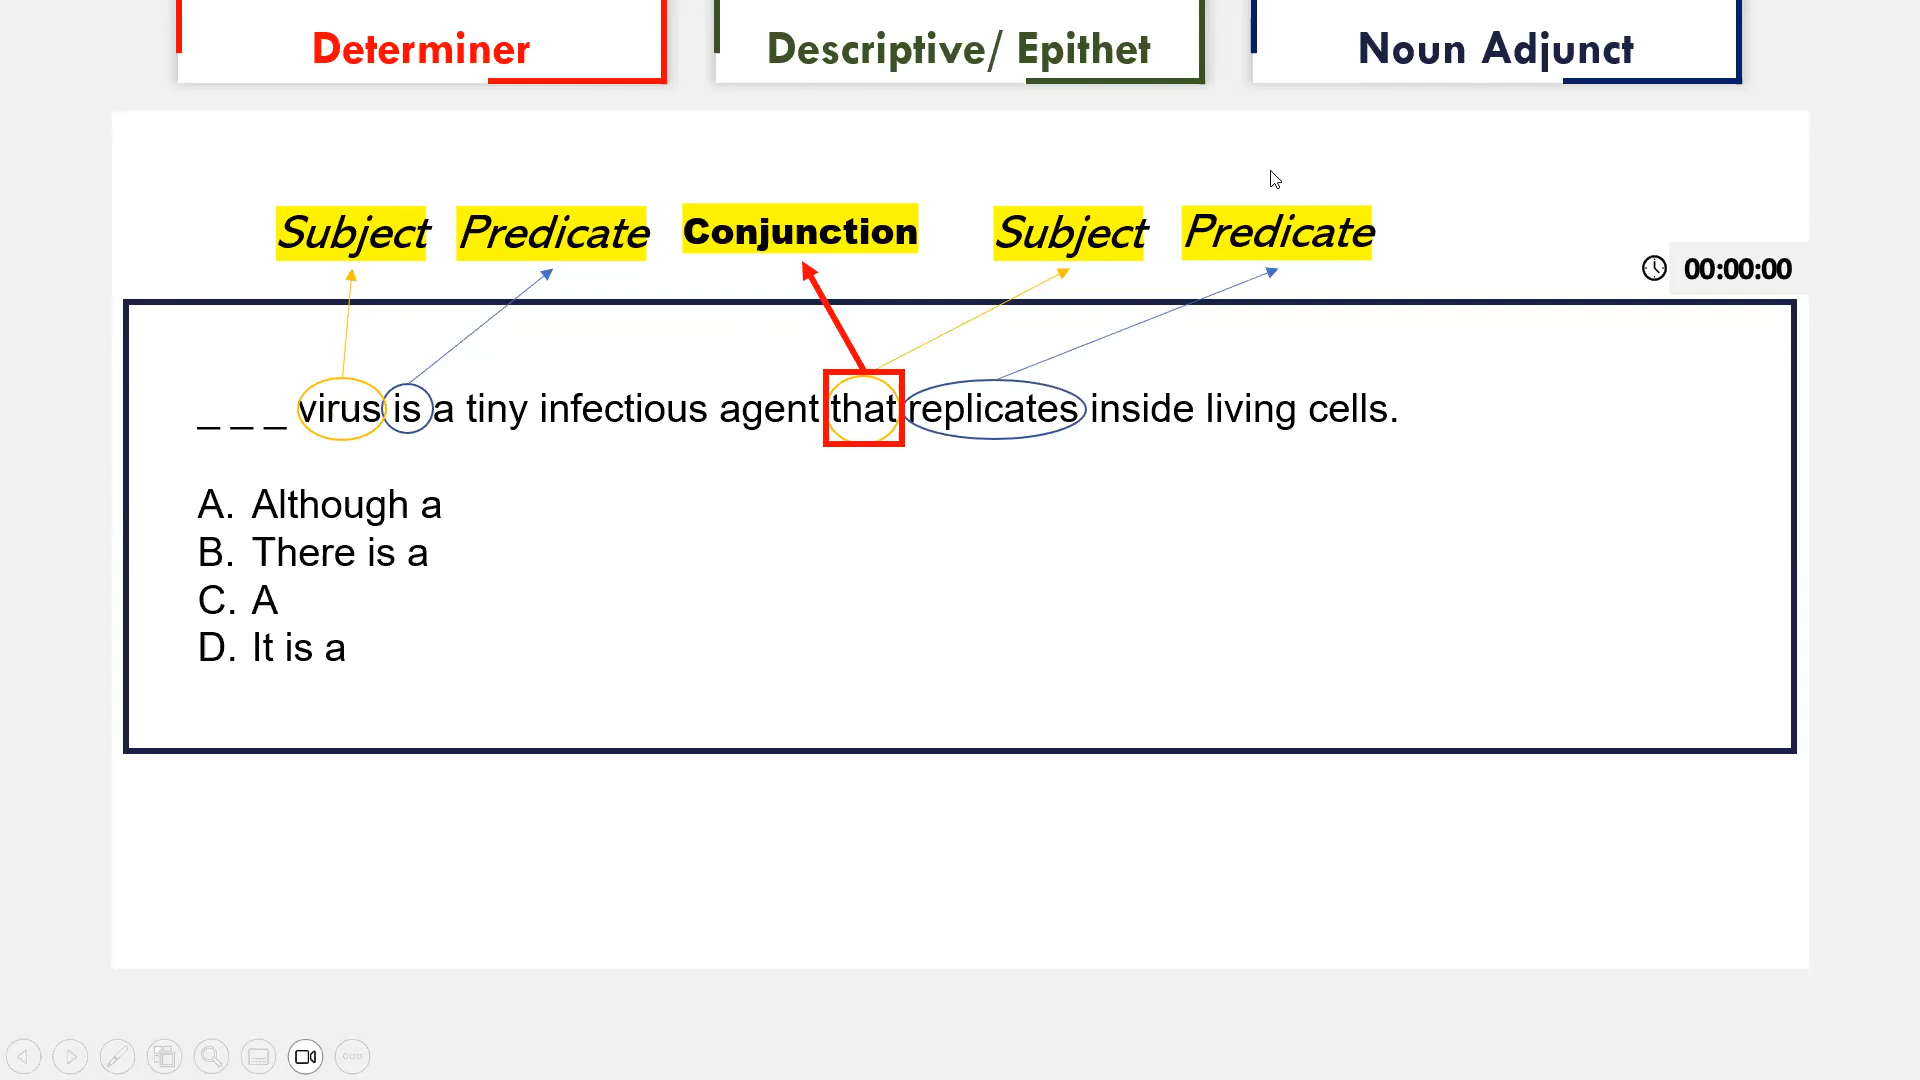 Determiner
Descriptive/ Epithet
Noun Adjunct
Subject Predicate Conjunction Subject Predicate
00:00:00
_ _ _ virus is a tiny infectious agent that replicates inside living cells.
A. Although a
B. There is a
C. A
D. It is a